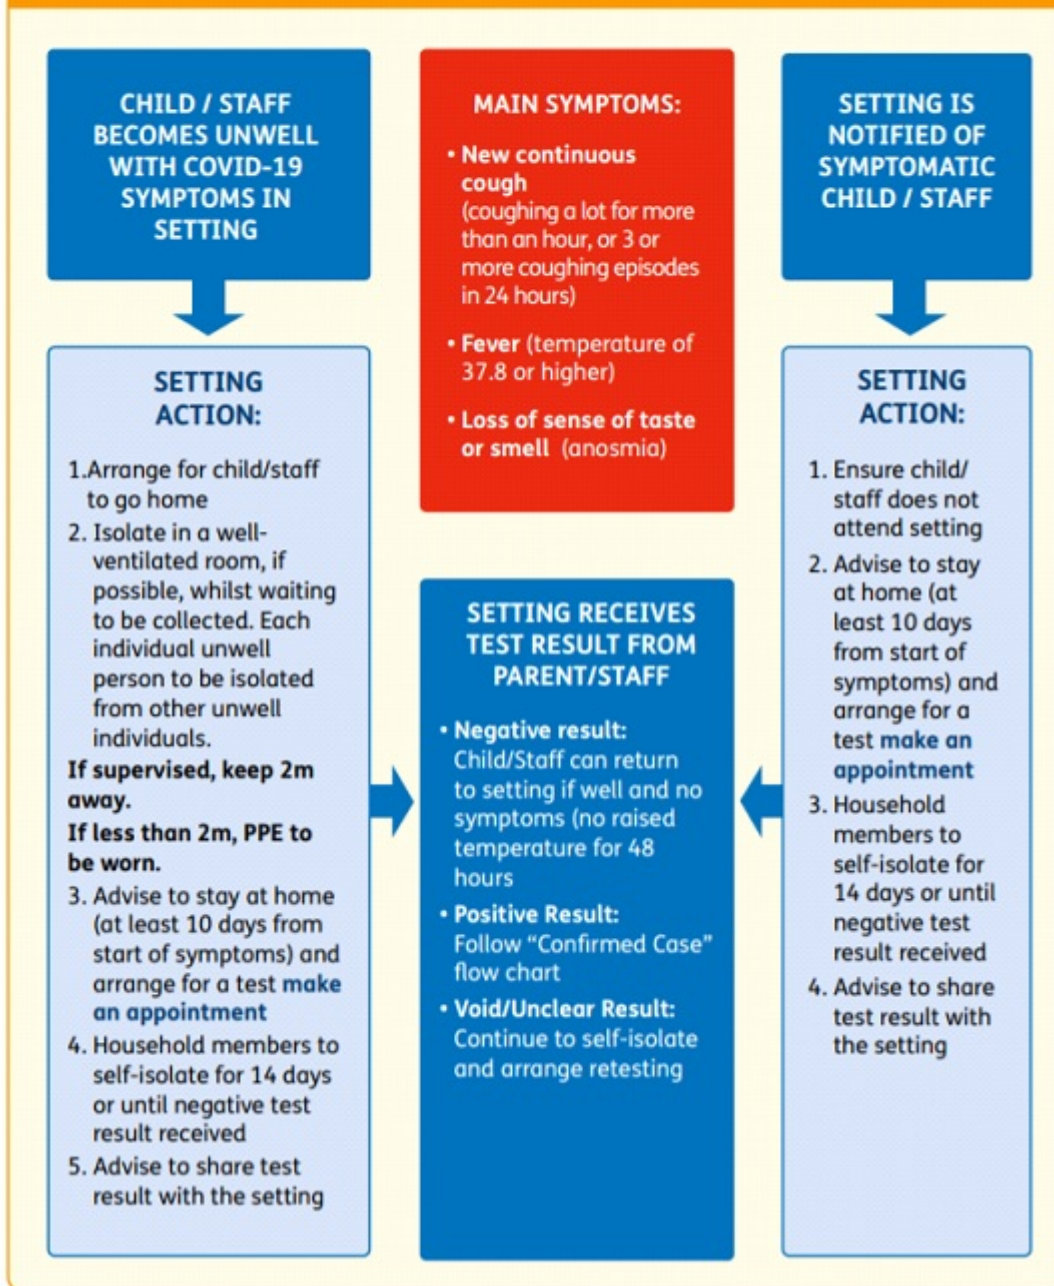 CHILD / STAFF
BECOMES UNWELL
WITH COVID-19
SYMPTOMS IN
SETTING
SETTING
ACTION:
1.Arrange for child/staff
to go home
2. Isolate in a well-
ventilated room, if
possible, whilst waiting
to be collected. Each
individual unwell
person to be isolated
from other unwell
individuals.
If supervised, keep 2m
away.
If less than 2m, PPE to
be worn.
3. Advise to stay at home
(at least 10 days from
start of symptoms) and
arrange for a test make
an appointment
4. Household members to
self-isolate for 14 days
or until negative test
result received
5. Advise to share test
result with the setting
MAIN SYMPTOMS:
• New continuous
cough
(coughing a lot for more
than an hour, or 3 or
more coughing episodes
in 24 hours)
• Fever (temperature of
37.8 or higher)
• Loss of sense of taste
or smell (anosmia)
SETTING RECEIVES
TEST RESULT FROM
PARENT/STAFF
• Negative result:
Child/Staff can return
to setting if well and no
symptoms (no raised
temperature for 48
hours
• Positive Result:
Follow “Confirmed Case”
flow chart
• Void/Unclear Result:
Continue to self-isolate
and arrange retesting
SETTING IS
NOTIFIED OF
SYMPTOMATIC
CHILD / STAFF
SETTING
ACTION:
1. Ensure child/
staff does not
attend setting
2. Advise to stay
at home (at
least 10 days
from start of
symptoms) and
arrange for a
test make an
appointment
3. Household
members to
self-isolate for
14 days or until
negative test
result received
4. Advise to share
test result with
the setting